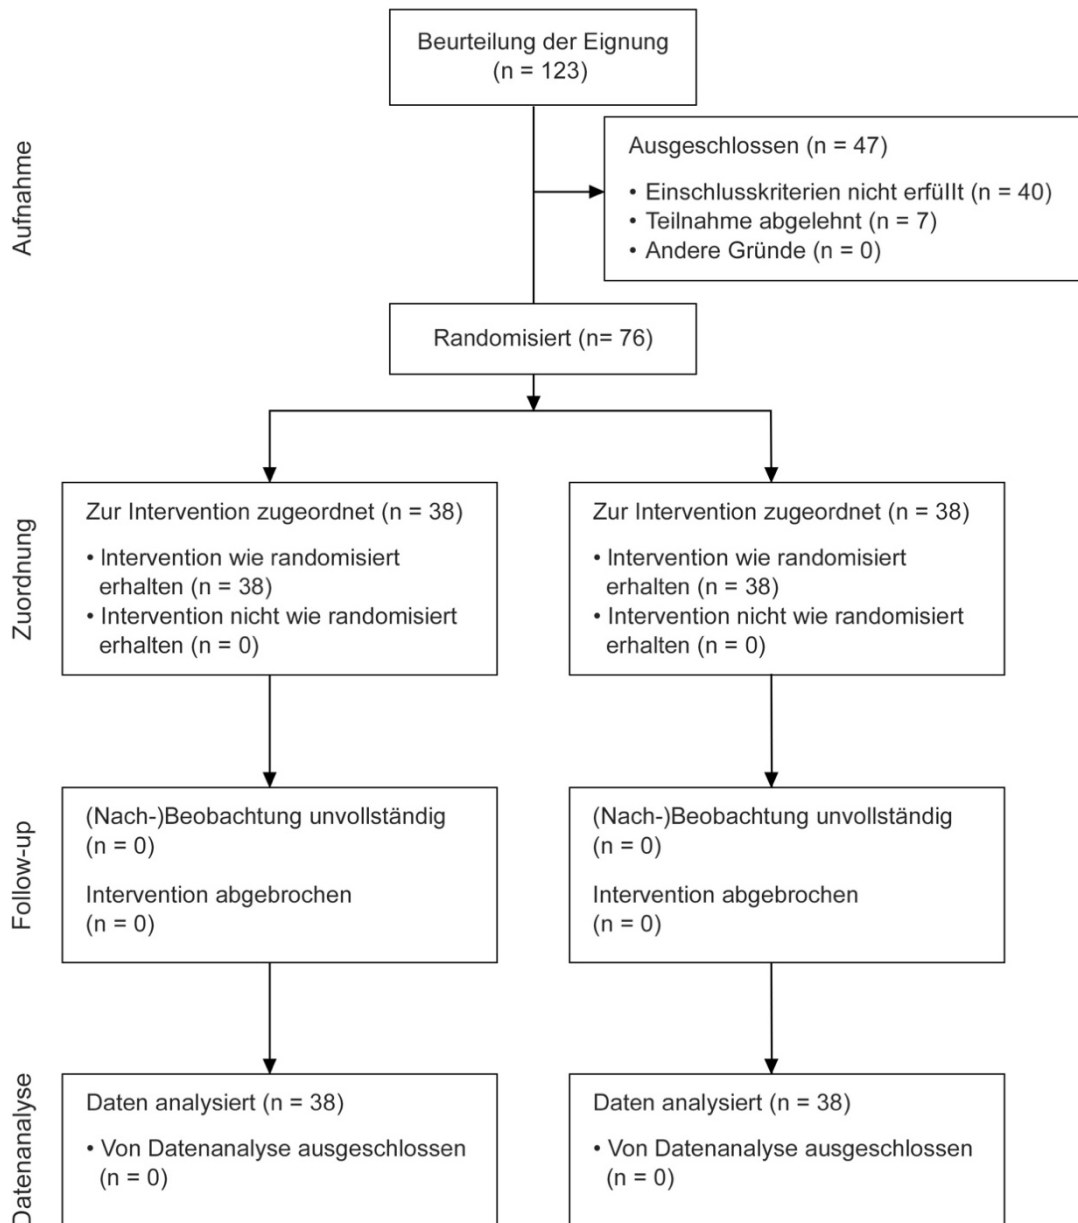 Beurteilung der Eignung
(n = 123)
Aufnahme
Ausgeschlossen (n = 47)
• Einschlusskriterien nicht erfüllt (n = 40)
• Teilnahme abgelehnt (n = 7)
• Andere Gründe (n = 0)
Randomisiert (n= 76)
Zuordnung
Zur Intervention zugeordnet (n = 38)
• Intervention wie randomisiert
erhalten (n = 38)
• Intervention nicht wie randomisiert
erhalten (n = 0)
Zur Intervention zugeordnet (n = 38)
• Intervention wie randomisiert
erhalten (n = 38)
• Intervention nicht wie randomisiert
erhalten (n = 0)
Follow-up
(Nach-)Beobachtung unvollständig
(n = 0)
Intervention abgebrochen
(n = 0)
(Nach-)Beobachtung unvollständig
(n = 0)
Intervention abgebrochen
(n = 0)
Datenanalyse
Daten analysiert (n = 38)
• Von Datenanalyse ausgeschlossen
(n = 0)
Daten analysiert (n = 38)
• Von Datenanalyse ausgeschlossen
(n = 0)